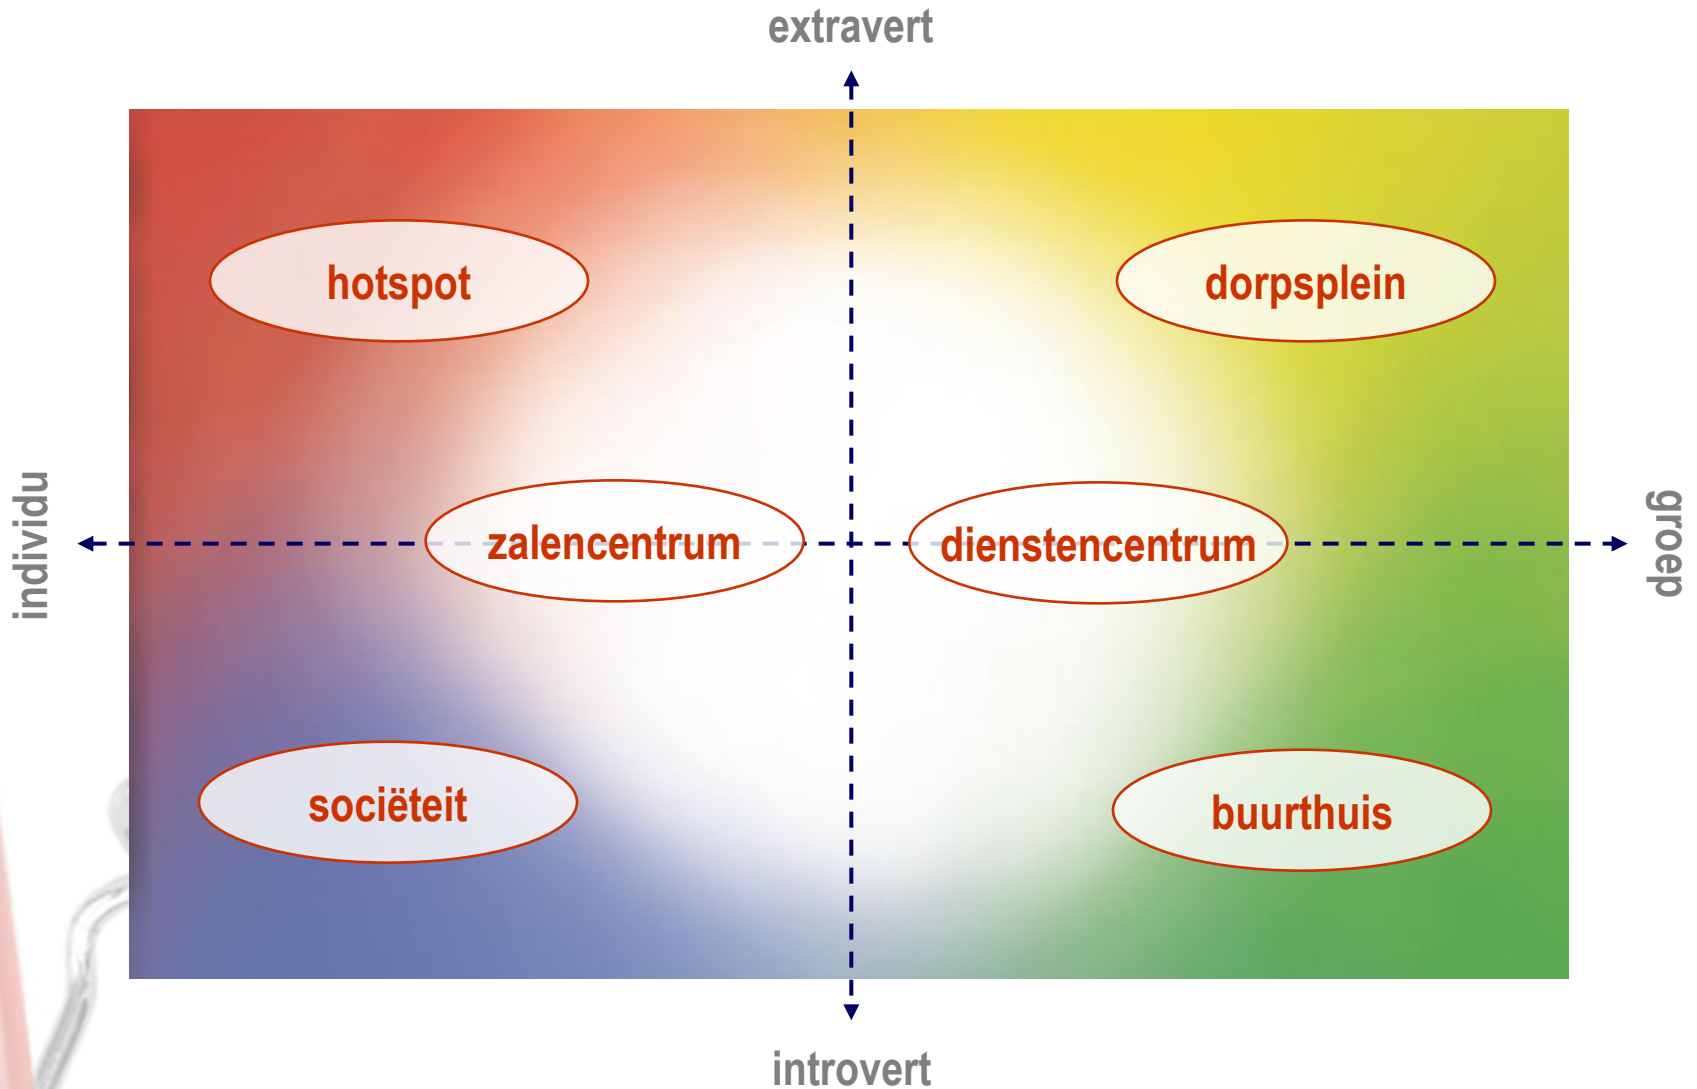 extravert
hotspot
dorpsplein
individu
zalencentrum
dienstencentrum
groep
sociëteit
buurthuis
introvert